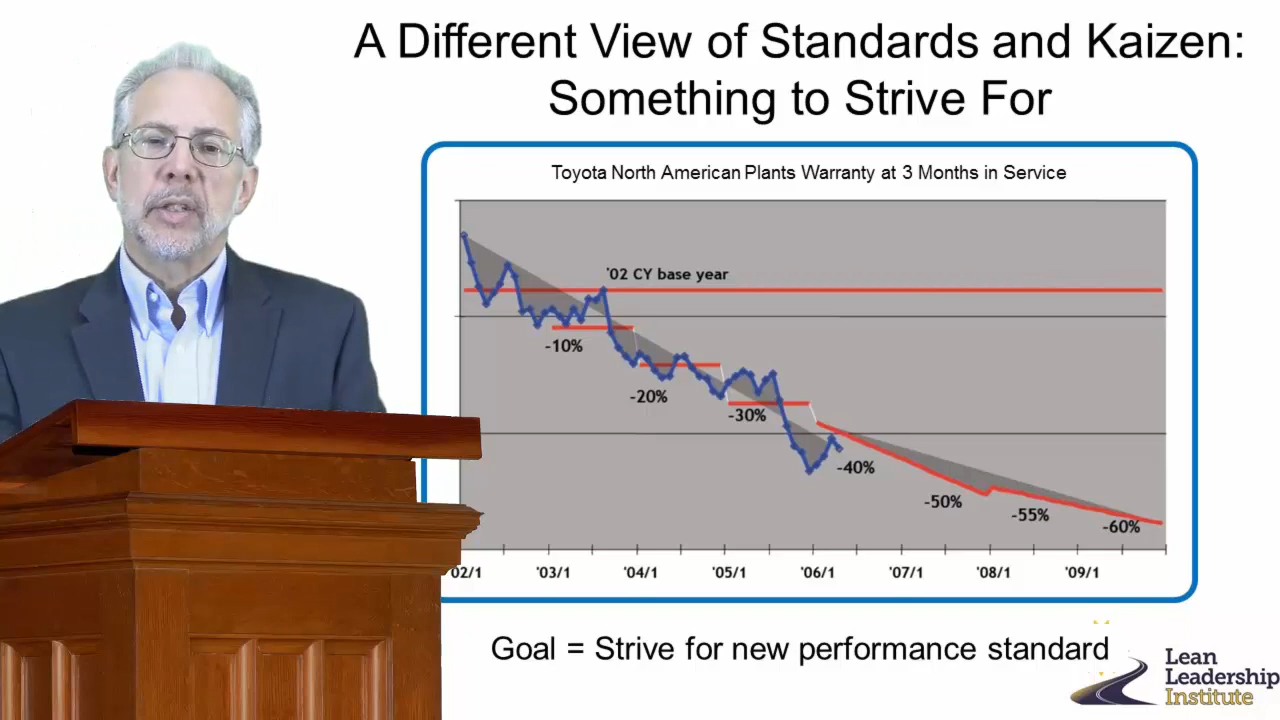 A Different View of Standards and Kaizen:
Something to Strive For
Toyota North American Plants Warranty at 3 Months in Service
'02 CY base year
-10%
-20%
-30%
-40%
-50%
-55%
-60%
'02/1 '03/1 '04/1 '05/1 '06/1 '07/1 '08/1 '09/1
Goal = Strive for new performance standard
Lean
Leadership
Institute